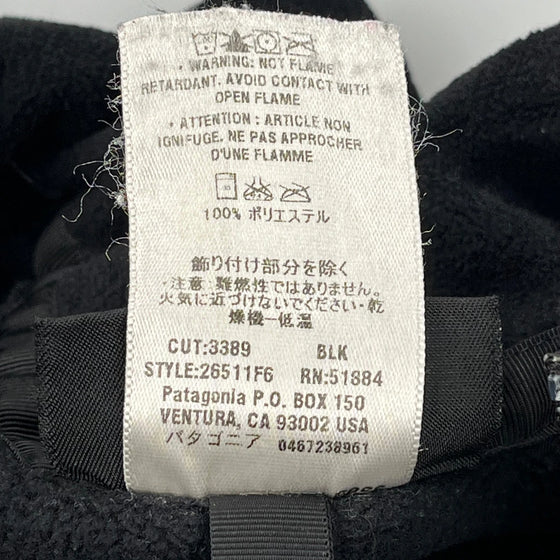 • WARNING: NOT FLAME
RETARDANT. AVOID CONTACT WITH
OPEN FLAME
• ATTENTION : ARTICLE NON
IGNIFUGE. NE PAS APPROCHER
D'UNE FLAMME
100% ポリエステル
飾り付け部分を除く
・注意：難燃性ではありません。
火気に近づけないでください・乾
燥機ー低温
CUT:3389 BLK
STYLE:26511F6 RN:51884
Patagonia P.O. BOX 150
VENTURA, CA 93002 USA
パタゴニア 0467238961